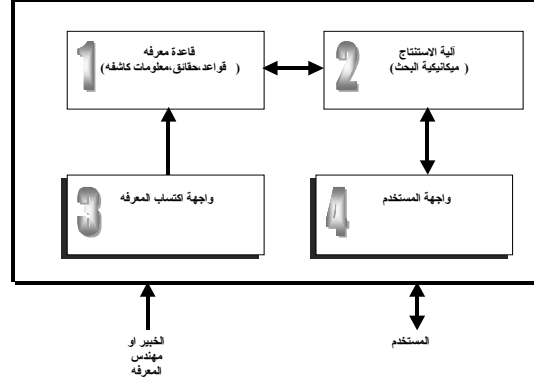 1
قاعدة معرفه
( قواعد،حقائق،معلومات كاشفه)
2
ألية الاستنتاج
( ميكانيكية البحث)
3
واجهة اكتساب المعرفه
4
واجهة المستخدم
الخبير او
مهندس
المعرفه
المستخدم